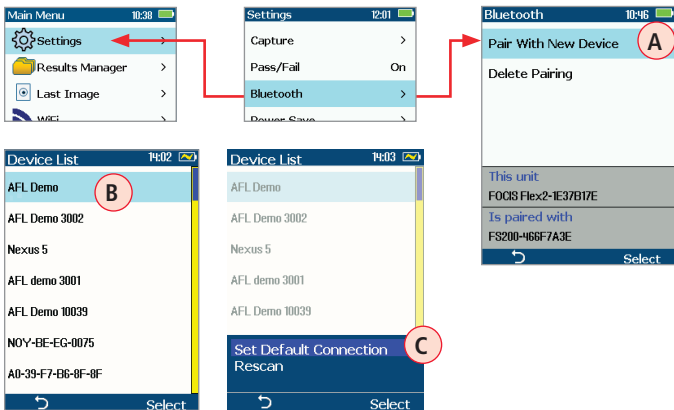 Main Menu 10:38
Settings >
Results Manager >
Last Image >
WiFi
Settings 12:01
Capture >
Pass/Fail On
Bluetooth >
Power Save
Bluetooth 10:46
Pair With New Device
A
Delete Pairing
This unit
FOCIS Flex2-1E37B17E
Is paired with
FS200-466F7A3E
Select
Device List 14:02
AFL Demo
B
AFL Demo 3002
Nexus 5
AFL demo 3001
AFL Demo 10039
NOY-BE-EG-0075
A0-39-F7-B6-8F-8F
Select
Device List 14:03
AFL Demo
AFL Demo 3002
Nexus 5
AFL demo 3001
AFL Demo 10039
Set Default Connection
C
Rescan
Select